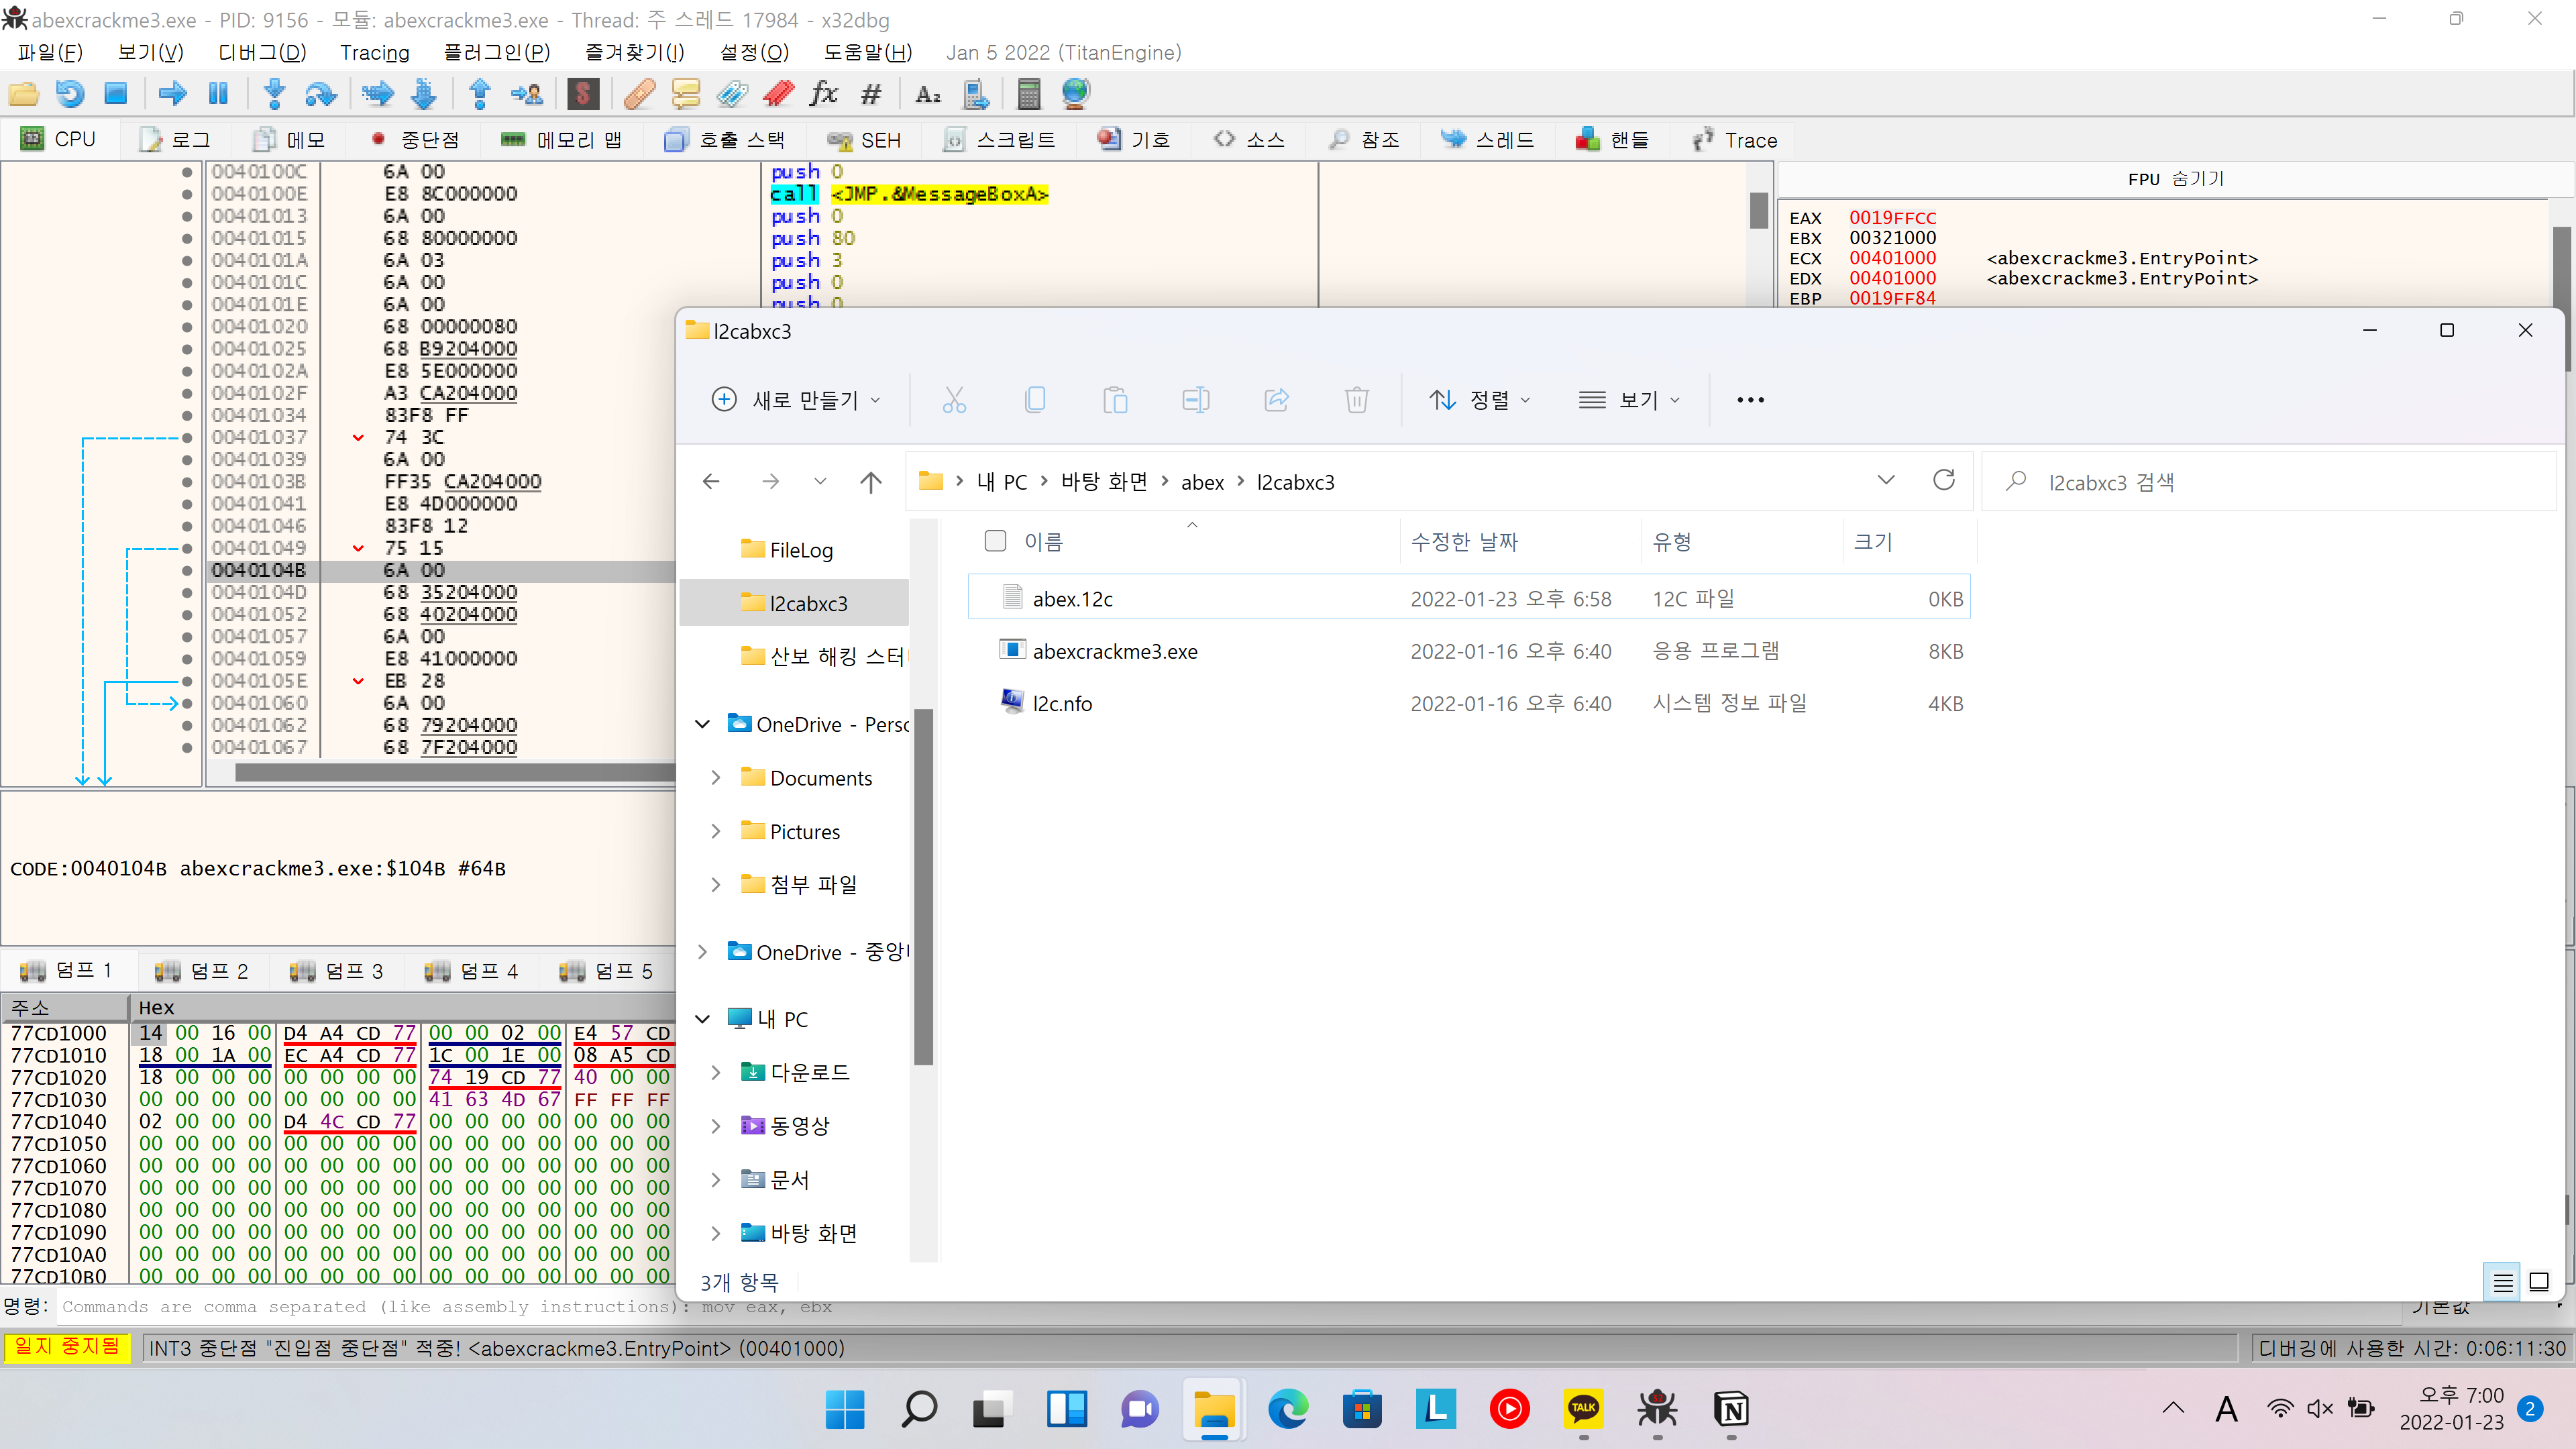 abexcrackme3.exe - PID: 9156 - 모듈: abexcrackme3.exe - Thread: 주 스레드 17984 - x32dbg
파일(F) 보기(V) 디버그(D) Tracing 플러그인(P) 즐겨찾기(I) 설정(O) 도움말(H) Jan 5 2022 (TitanEngine)
CPU 로그 메모 중단점 메모리 맵 호출 스택 SEH 스크립트 기호 소스 참조 스레드 핸들 Trace
0040100C 6A 00 push 0
0040100E E8 8C000000 call <JMP.&MessageBoxA>
00401013 6A 00 push 0
00401015 68 80000000 push 80
0040101A 6A 03 push 3
0040101C 6A 00 push 0
0040101E 6A 00 push 0
00401020 68 00000080
00401025 68 B9204000
0040102A E8 5E000000
0040102F A3 CA204000
00401034 83F8 FF
00401037 74 3C
00401039 6A 00
0040103B FF35 CA204000
00401041 E8 4D000000
00401046 83F8 12
00401049 75 15
0040104B 6A 00
0040104D 68 35204000
00401052 68 40204000
00401057 6A 00
00401059 E8 41000000
0040105E EB 28
00401060 6A 00
00401062 68 79204000
00401067 68 7F204000
FPU 숨기기
EAX 0019FFCC
EBX 00321000
ECX 00401000 <abexcrackme3.EntryPoint>
EDX 00401000 <abexcrackme3.EntryPoint>
EBP 0019FF84
CODE:0040104B abexcrackme3.exe:$104B #64B
덤프 1 덤프 2 덤프 3 덤프 4 덤프 5
주소 Hex
77CD1000 14 00 16 00 D4 A4 CD 77 00 00 02 00 E4 57 CD
77CD1010 18 00 1A 00 EC A4 CD 77 1C 00 1E 00 08 A5 CD
77CD1020 18 00 00 00 00 00 00 00 74 19 CD 77 40 00 00
77CD1030 00 00 00 00 00 00 00 00 41 63 4D 67 FF FF FF
77CD1040 02 00 00 00 D4 4C CD 77 00 00 00 00 00 00 00
77CD1050 00 00 00 00 00 00 00 00 00 00 00 00 00 00 00
77CD1060 00 00 00 00 00 00 00 00 00 00 00 00 00 00 00
77CD1070 00 00 00 00 00 00 00 00 00 00 00 00 00 00 00
77CD1080 00 00 00 00 00 00 00 00 00 00 00 00 00 00 00
77CD1090 00 00 00 00 00 00 00 00 00 00 00 00 00 00 00
77CD10A0 00 00 00 00 00 00 00 00 00 00 00 00 00 00 00
77CD10B0 00 00 00 00 00 00 00 00 00 00 00 00 00 00 00
l2cabxc3
새로 만들기 정렬 보기
내 PC 바탕 화면 abex l2cabxc3
l2cabxc3 검색
이름 수정한 날짜 유형 크기
abex.12c 2022-01-23 오후 6:58 12C 파일 0KB
abexcrackme3.exe 2022-01-16 오후 6:40 응용 프로그램 8KB
l2c.nfo 2022-01-16 오후 6:40 시스템 정보 파일 4KB
FileLog
l2cabxc3
산보 해킹 스터
OneDrive - Perso
Documents
Pictures
첨부 파일
OneDrive - 중앙
내 PC
다운로드
동영상
문서
바탕 화면
3개 항목
명령: Commands are comma separated (like assembly instructions): mov eax, ebx 기본값
일지 중지됨 INT3 중단점 "진입점 중단점" 적중! <abexcrackme3.EntryPoint> (00401000) 디버깅에 사용한 시간: 0:06:11:30
TALK
A
오후 7:00
2022-01-23
2